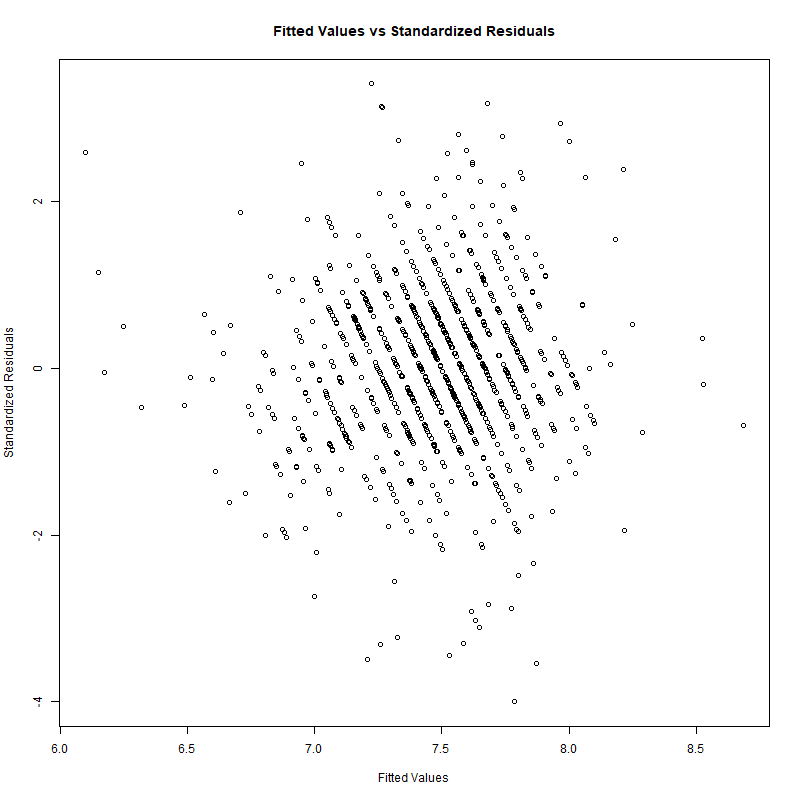 Fitted Values vs Standardized Residuals
Standardized Residuals
2
0
-2
-4
6.0 6.5 7.0 7.5 8.0 8.5
Fitted Values